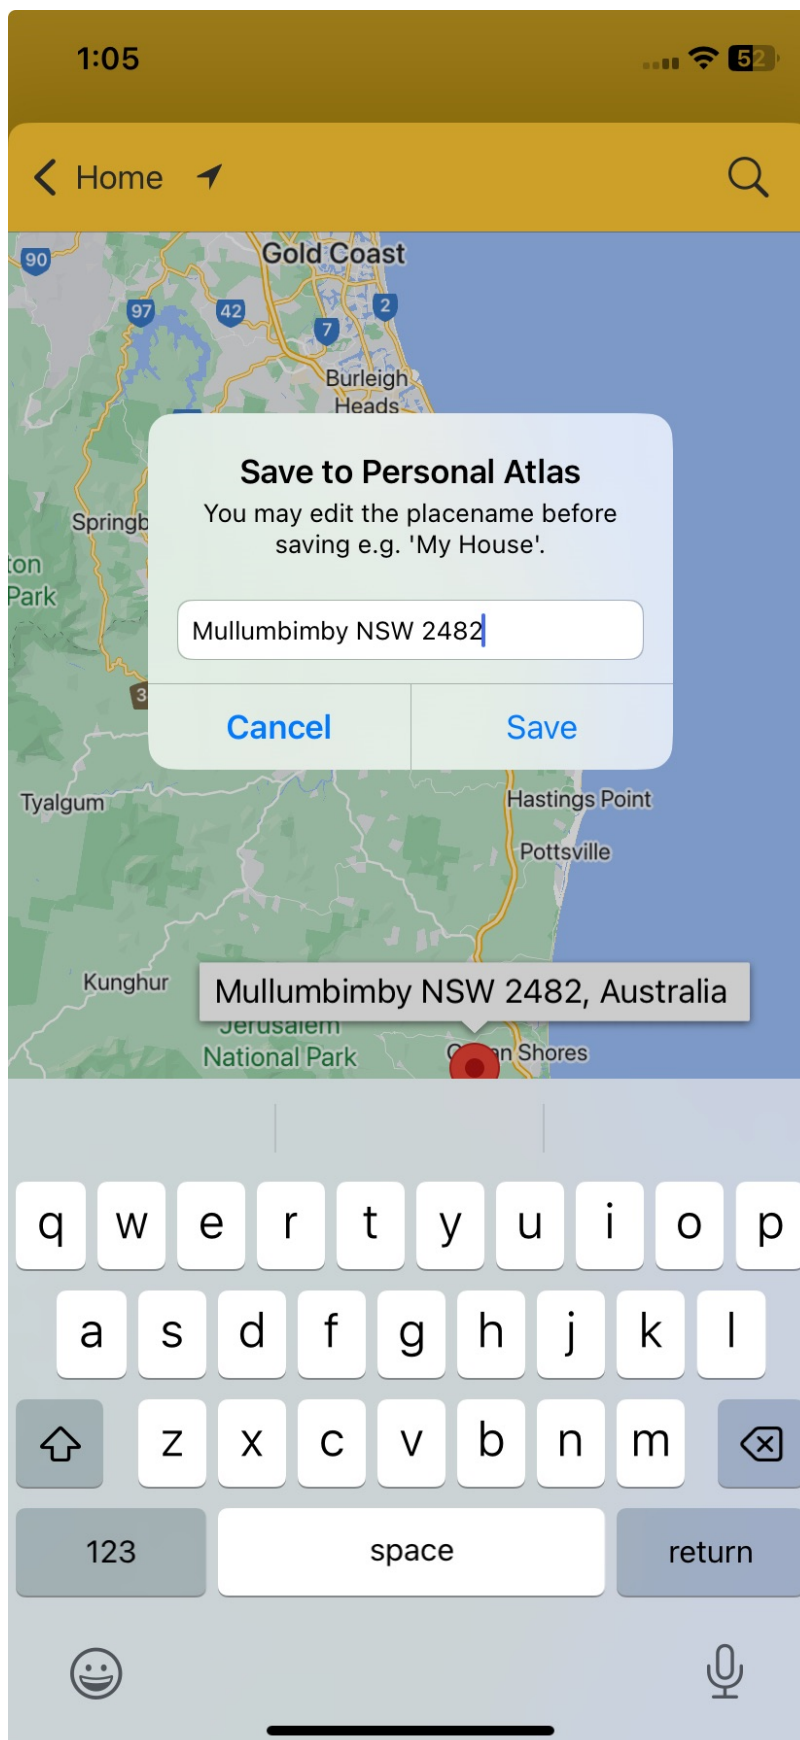 1:05
52
Home
90
Gold Coast
97
42
2
7
Burleigh
Heads
Save to Personal Atlas
You may edit the placename before
saving e.g. 'My House'.
Springb
ton
Park
Mullumbimby NSW 2482
3
Cancel
Save
Tyalgum
Hastings Point
Pottsville
Kunghur
Mullumbimby NSW 2482, Australia
Jerusalem
National Park
an Shores
q w e r t y u i o p
a s d f g h j k l
z x c v b n m
123
space
return